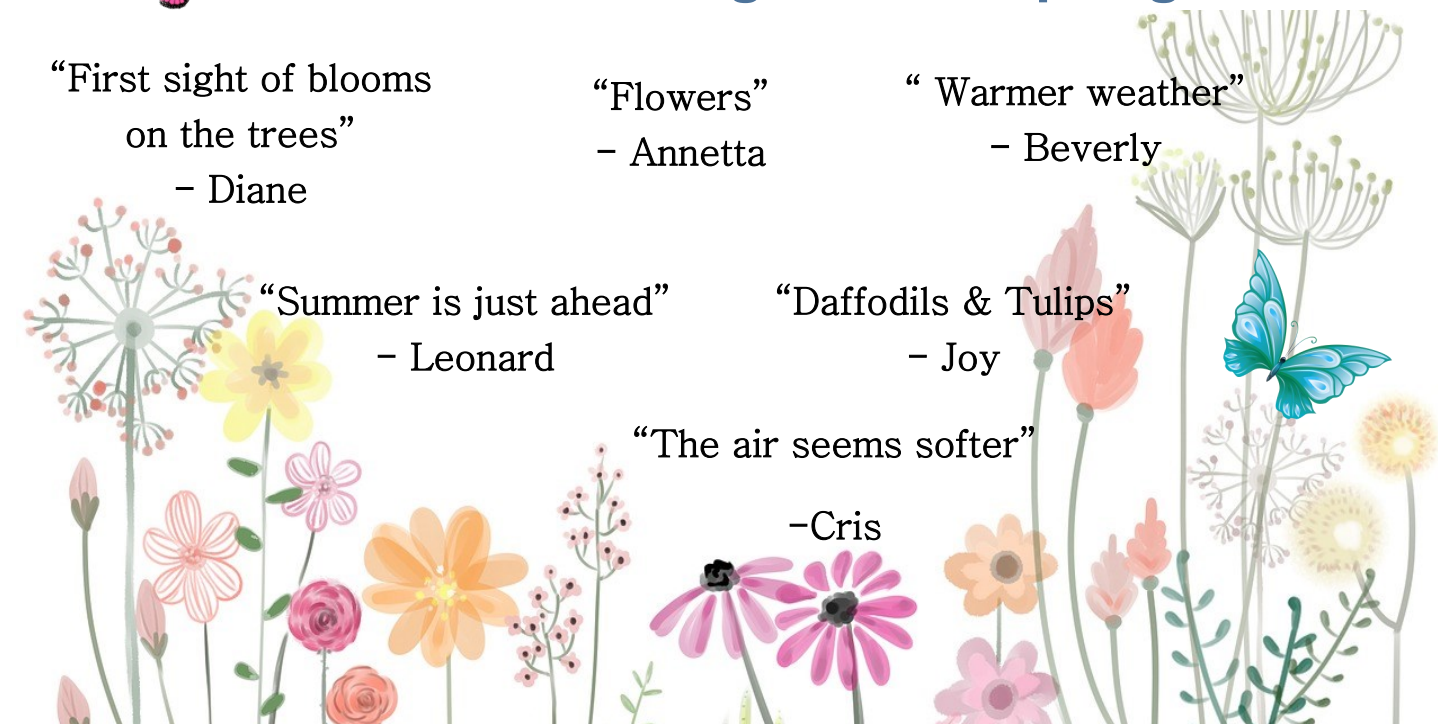 “First sight of blooms
on the trees”
– Diane
“Flowers”
– Annetta
“ Warmer weather”
– Beverly
“Summer is just ahead”
– Leonard
“Daffodils & Tulips”
– Joy
“The air seems softer”
–Cris